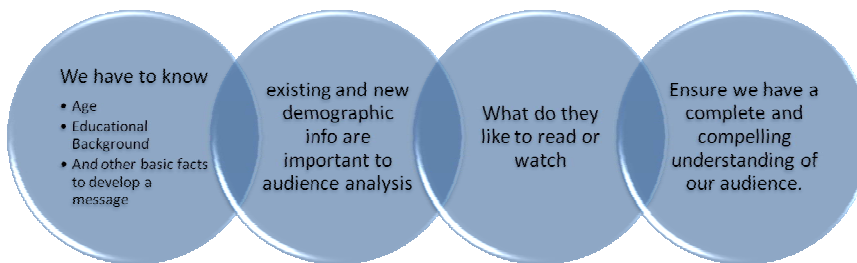 We have to know
• Age
• Educational
Background
• And other basic facts
to develop a
message
existing and new
demographic
info are
important to
audience analysis
What do they
like to read or
watch
Ensure we have a
complete and
compelling
understanding of
our audience.